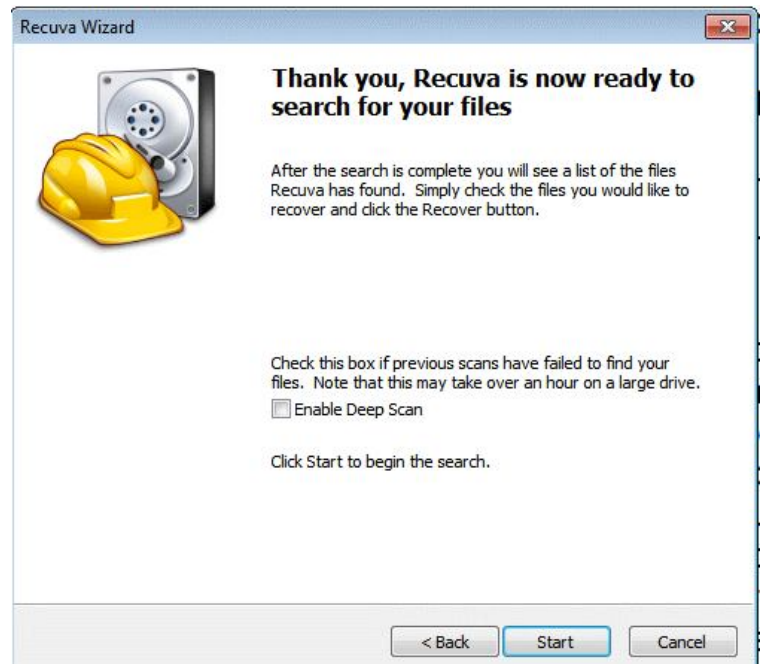 Recuva Wizard
Thank you, Recuva is now ready to
search for your files
After the search is complete you will see a list of the files
Recuva has found. Simply check the files you would like to
recover and click the Recover button.
Check this box if previous scans have failed to find your
files. Note that this may take over an hour on a large drive.
Enable Deep Scan
Click Start to begin the search.
< Back
Start
Cancel